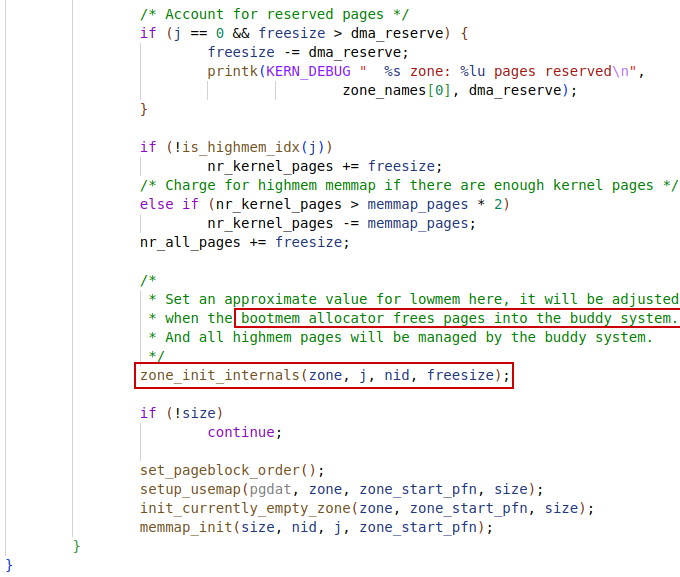 /* Account for reserved pages */
if (j == 0 && freesize > dma_reserve) {
freesize -= dma_reserve;
printk(KERN_DEBUG "  %s zone: %lu pages reserved\n",
zone_names[0], dma_reserve);
}
if (!is_highmem_idx(j))
nr_kernel_pages += freesize;
/* Charge for highmem memmap if there are enough kernel pages */
else if (nr_kernel_pages > memmap_pages * 2)
nr_kernel_pages -= memmap_pages;
nr_all_pages += freesize;
/*
* Set an approximate value for lowmem here, it will be adjusted
* when the bootmem allocator frees pages into the buddy system.
* And all highmem pages will be managed by the buddy system.
*/
zone_init_internals(zone, j, nid, freesize);
if (!size)
continue;
set_pageblock_order();
setup_usemap(pgdat, zone, zone_start_pfn, size);
init_currently_empty_zone(zone, zone_start_pfn, size);
memmap_init(size, nid, j, zone_start_pfn);
}
}